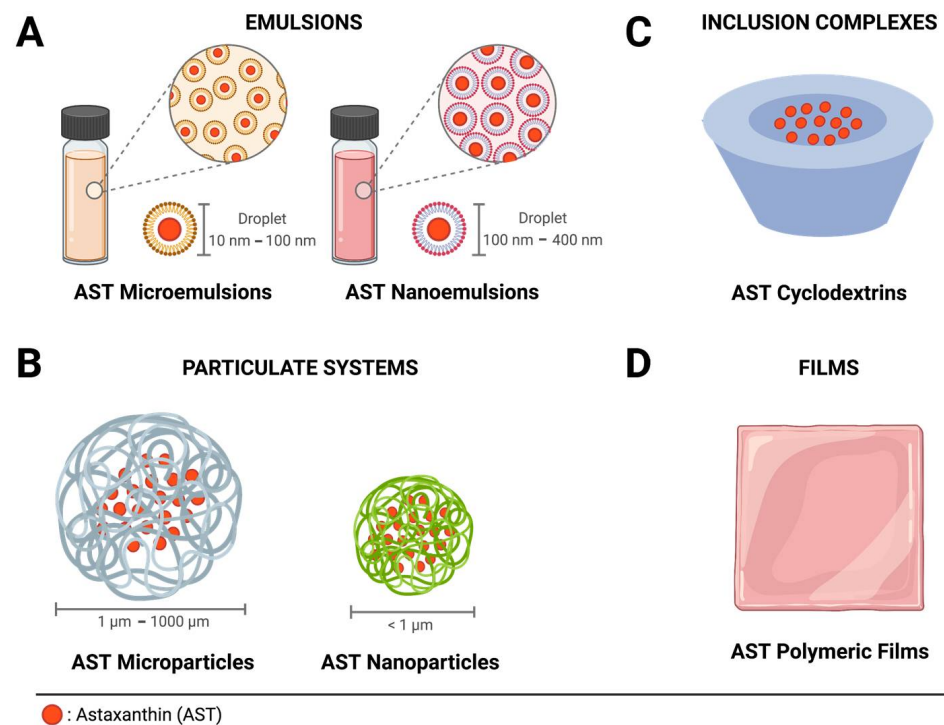 A
EMULSIONS
Droplet
10 nm – 100 nm
Droplet
100 nm – 400 nm
AST Microemulsions
AST Nanoemulsions
C
INCLUSION COMPLEXES
AST Cyclodextrins
B
PARTICULATE SYSTEMS
1 μm – 1000 μm
< 1 μm
AST Microparticles
AST Nanoparticles
D
FILMS
AST Polymeric Films
: Astaxanthin (AST)